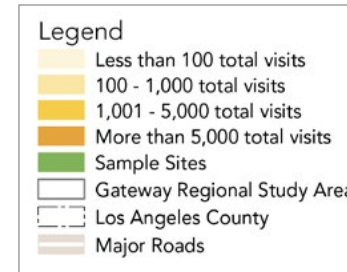 Legend
Less than 100 total visits
100 - 1,000 total visits
1,001 - 5,000 total visits
More than 5,000 total visits
Sample Sites
Gateway Regional Study Area
Los Angeles County
Major Roads